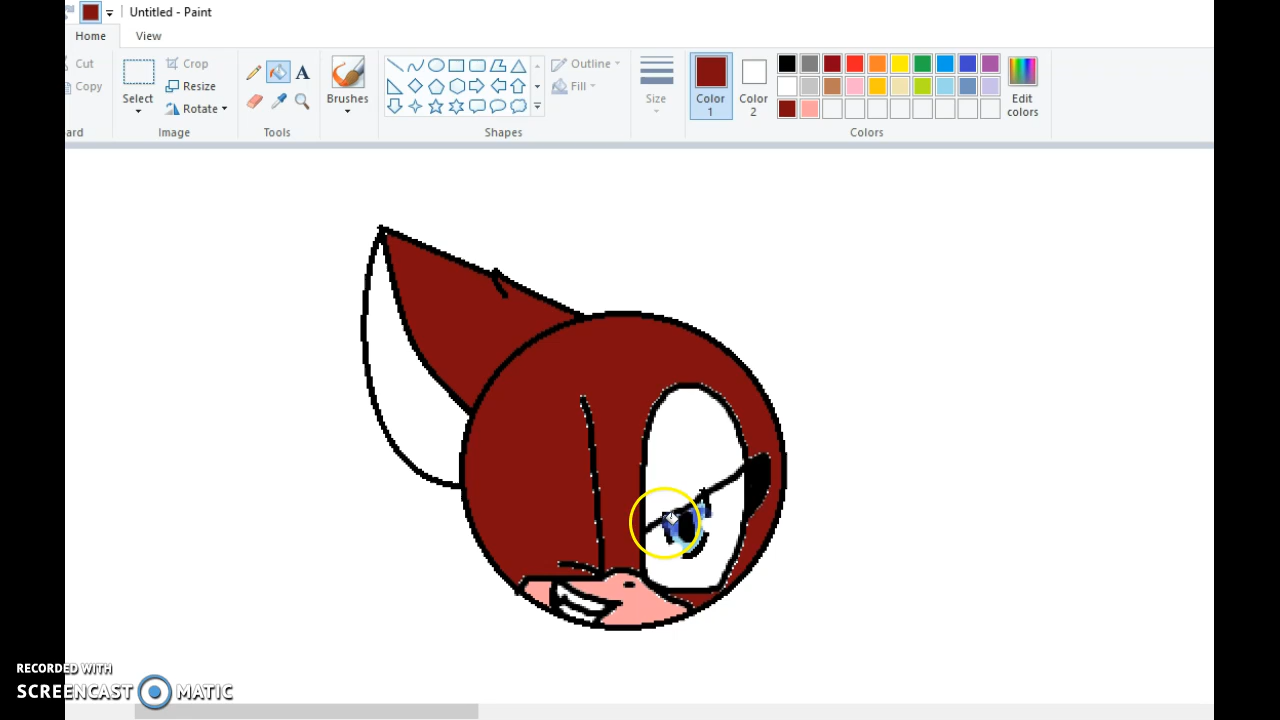 Untitled - Paint
Home View
Cut
Copy
Select
Crop
Resize
Rotate
Image
A
Tools
Brushes
Outline
Fill
Shapes
Size
Color 1
Color 2
Edit colors
ard
Colors
RECORDED WITH
SCREENCAST MATIC